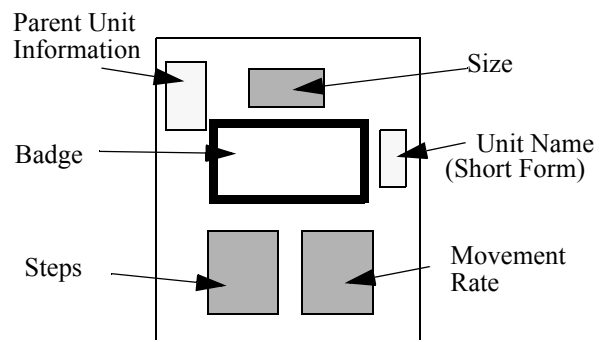 Parent Unit
Information
Size
Badge
Unit Name
(Short Form)
Steps
Movement
Rate